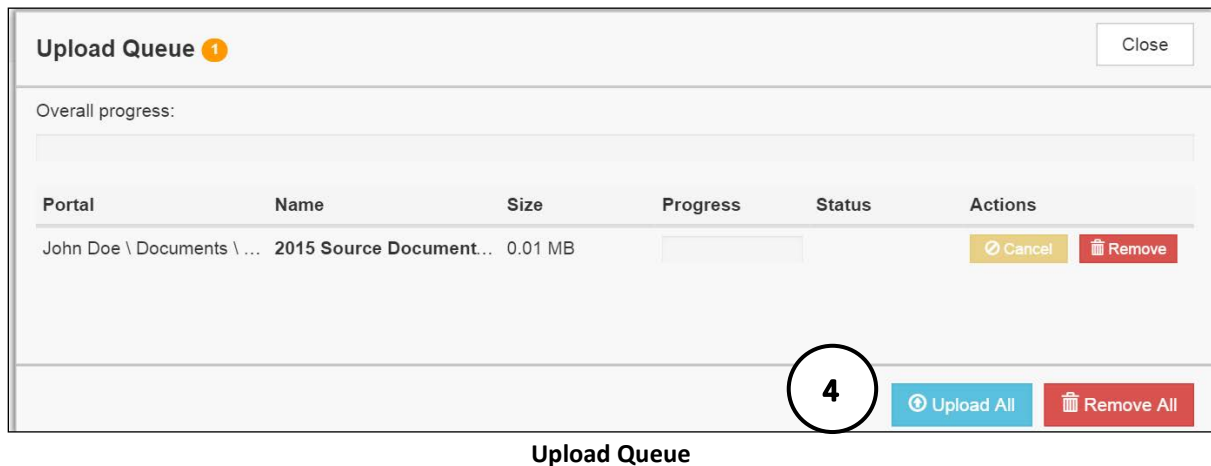 Upload Queue 1
Close
Overall progress:
Portal Name Size Progress Status Actions
John Doe \ Documents \ ... 2015 Source Document... 0.01 MB Cancel Remove
4 Upload All Remove All
Upload Queue